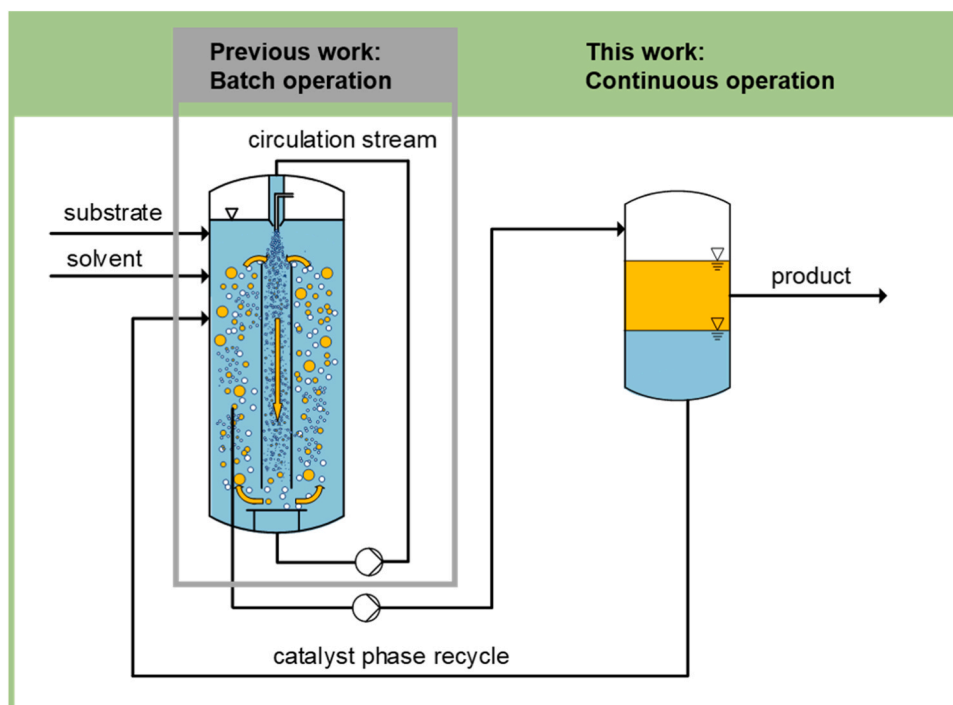 Previous work:
Batch operation
This work:
Continuous operation
circulation stream
substrate
solvent
product
catalyst phase recycle